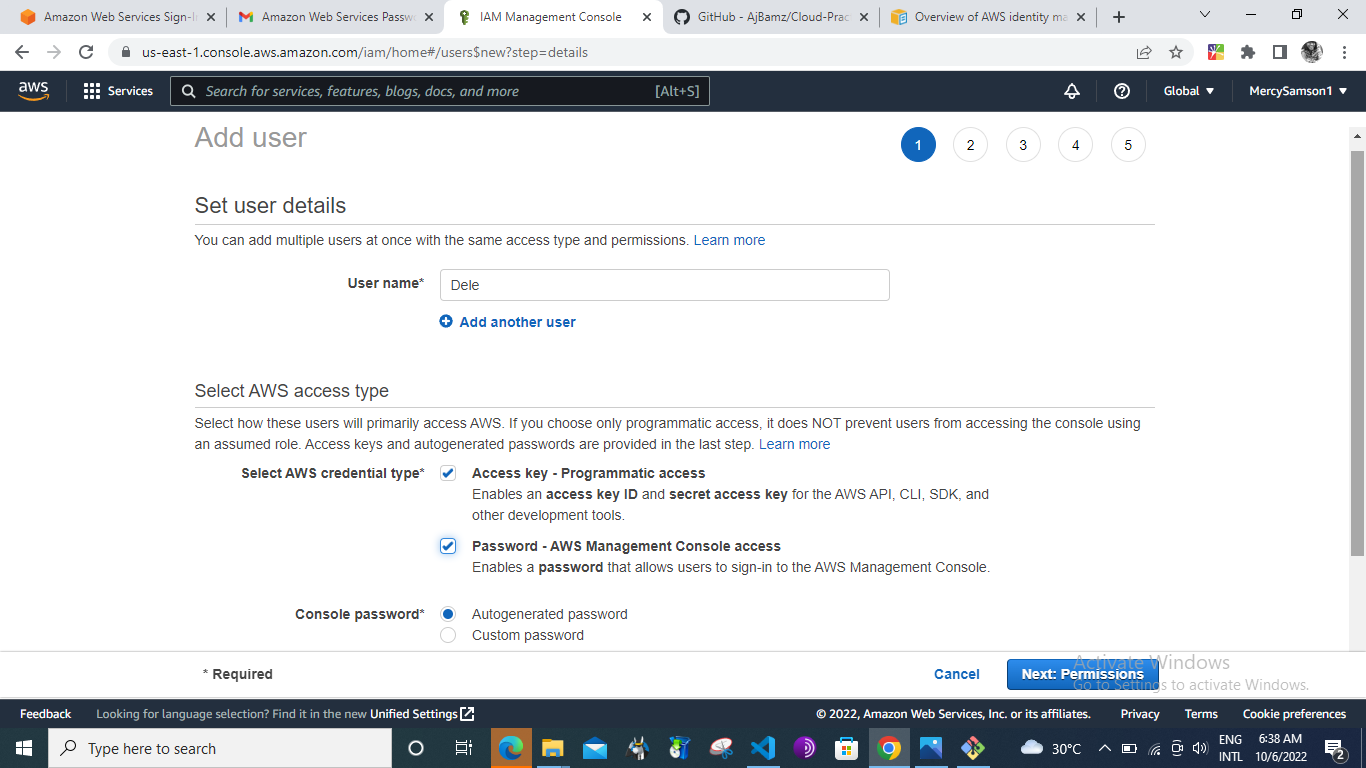 Amazon Web Services Sign-I
Amazon Web Services Passw
IAM Management Console
GitHub - AjBamz/Cloud-Prac
Overview of AWS identity ma
us-east-1.console.aws.amazon.com/iam/home#/users$new?step=details
aws
Services
Search for services, features, blogs, docs, and more
[Alt+S]
Global
MercySamson1
Add user
1
2
3
4
5
Set user details
You can add multiple users at once with the same access type and permissions. Learn more
User name*
Dele
Add another user
Select AWS access type
Select how these users will primarily access AWS. If you choose only programmatic access, it does NOT prevent users from accessing the console using
an assumed role. Access keys and autogenerated passwords are provided in the last step. Learn more
Select AWS credential type*
Access key - Programmatic access
Enables an access key ID and secret access key for the AWS API, CLI, SDK, and
other development tools.
Password - AWS Management Console access
Enables a password that allows users to sign-in to the AWS Management Console.
Console password*
Autogenerated password
Custom password
* Required
Cancel
Next: Permissions
Activate Windows
Go to Settings to activate Windows.
Feedback
Looking for language selection? Find it in the new Unified Settings
© 2022, Amazon Web Services, Inc. or its affiliates.
Privacy
Terms
Cookie preferences
Type here to search
30°C
ENG
INTL
6:38 AM
10/6/2022
2